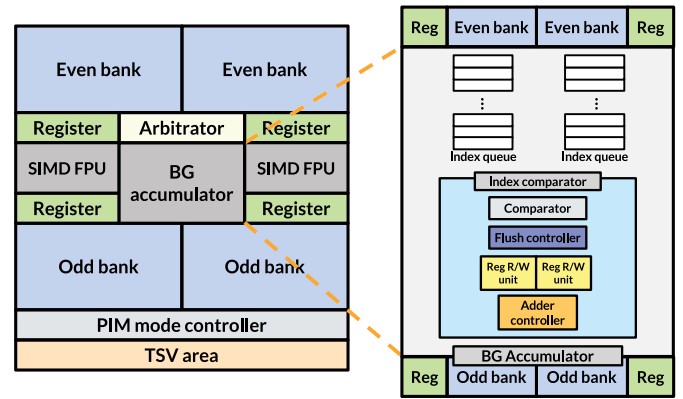 Even bank Even bank
Register Arbitrator Register
SIMD FPU BG accumulator SIMD FPU
Register Register
Odd bank Odd bank
PIM mode controller
TSV area
Reg Even bank Even bank Reg
Index queue Index queue
Index comparator
Comparator
Flush controller
Reg R/W unit Reg R/W unit
Adder controller
BG Accumulator
Reg Odd bank Odd bank Reg